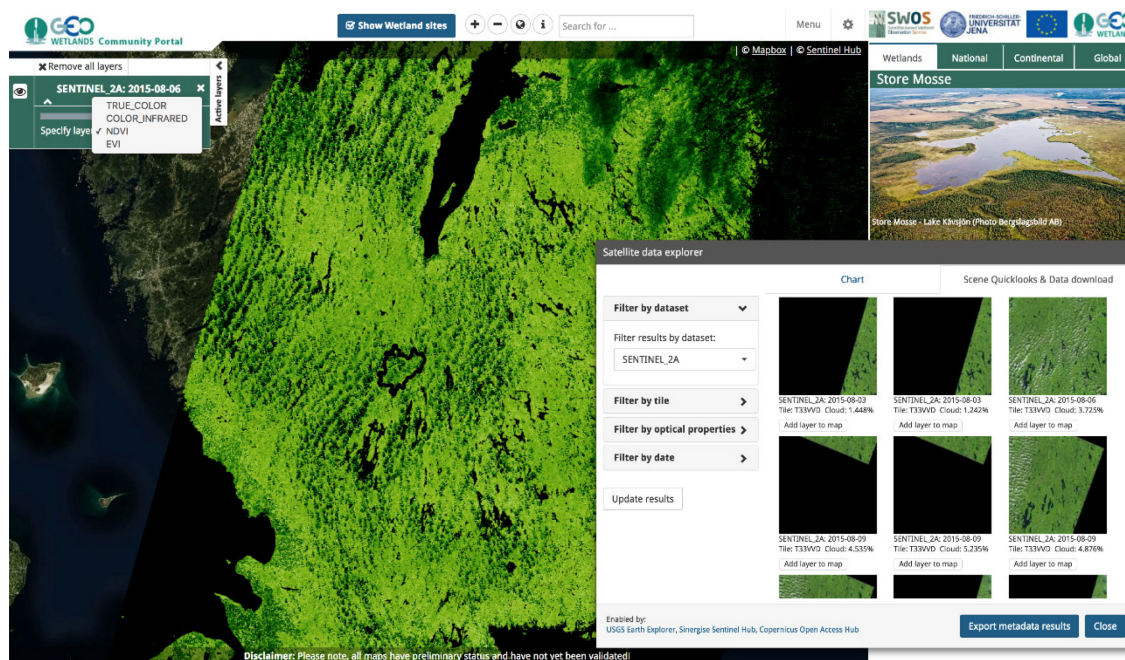 GEO
WETLANDS Community Portal
Show Wetland sites
Search for ...
Menu
SWOS
Satellite-based Wetland
Observation Service
FRIEDRICH-SCHILLER-
UNIVERSITÄT
JENA
GEO
WETLANDS
| © Mapbox | © Sentinel Hub
Remove all layers
Active layers
SENTINEL_2A: 2015-08-06
TRUE_COLOR
COLOR_INFRARED
Specify layer ✓ NDVI
EVI
Wetlands National Continental Global
Store Mosse
Store Mosse - Lake Kävsjön (Photo Bergslagsbild AB)
Satellite data explorer
Chart
Scene Quicklooks & Data download
Filter by dataset
Filter results by dataset:
SENTINEL_2A
Filter by tile
Filter by optical properties
Filter by date
Update results
SENTINEL_2A: 2015-08-03
Tile: T33VVD Cloud: 1.448%
Add layer to map
SENTINEL_2A: 2015-08-03
Tile: T33VVD Cloud: 1.242%
Add layer to map
SENTINEL_2A: 2015-08-06
Tile: T33VVD Cloud: 3.725%
Add layer to map
SENTINEL_2A: 2015-08-09
Tile: T33VVD Cloud: 4.535%
Add layer to map
SENTINEL_2A: 2015-08-09
Tile: T33VVD Cloud: 5.235%
Add layer to map
SENTINEL_2A: 2015-08-09
Tile: T33VVD Cloud: 4.876%
Add layer to map
Enabled by:
USGS Earth Explorer, Sinergise Sentinel Hub, Copernicus Open Access Hub
Export metadata results
Close
Disclaimer: Please note, all maps have preliminary status and have not yet been validated!